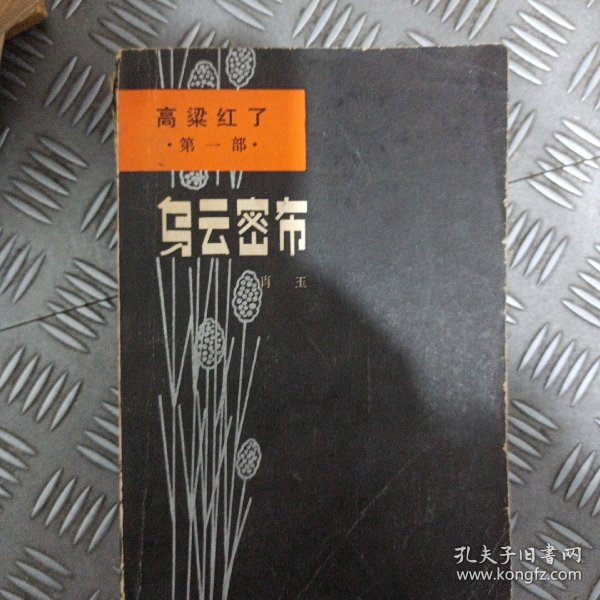 高粱红了
·第一部·
乌云密布
肖玉
孔夫子旧书网
www.kongfz.com